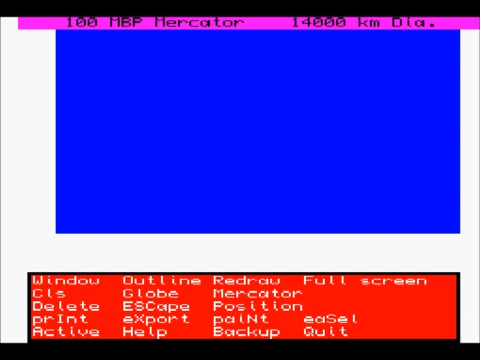 100 MBP Mercator 14000 km Dia.
Window Outline Redraw Full screen
Cls Globe Mercator
Delete ESCape Position
prInt eXport paiNt eaSel
Active Help Backup Quit